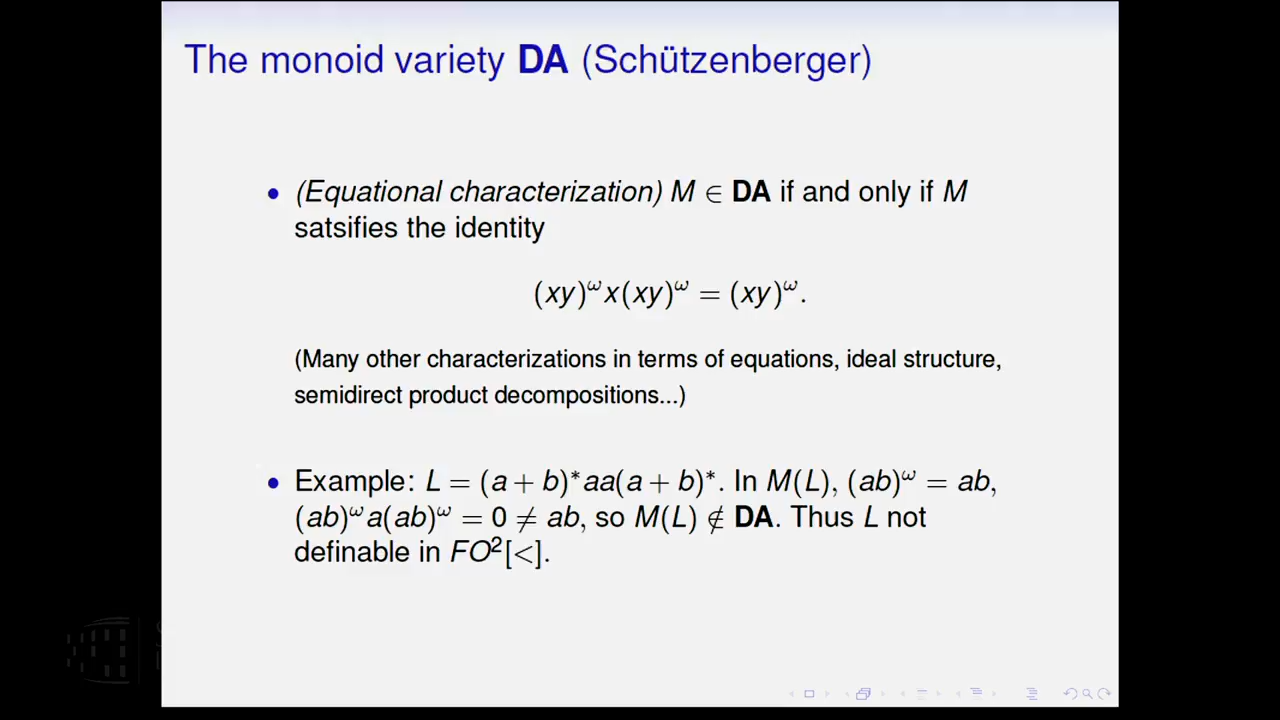 The monoid variety DA (Schützenberger)
• (Equational characterization) M ∈ DA if and only if M
satsifies the identity
(xy)^ω x(xy)^ω = (xy)^ω.
(Many other characterizations in terms of equations, ideal structure,
semidirect product decompositions...)
• Example: L = (a + b)*aa(a + b)*. In M(L), (ab)^ω = ab,
(ab)^ω a(ab)^ω = 0 ≠ ab, so M(L) ∉ DA. Thus L not
definable in FO²[<].